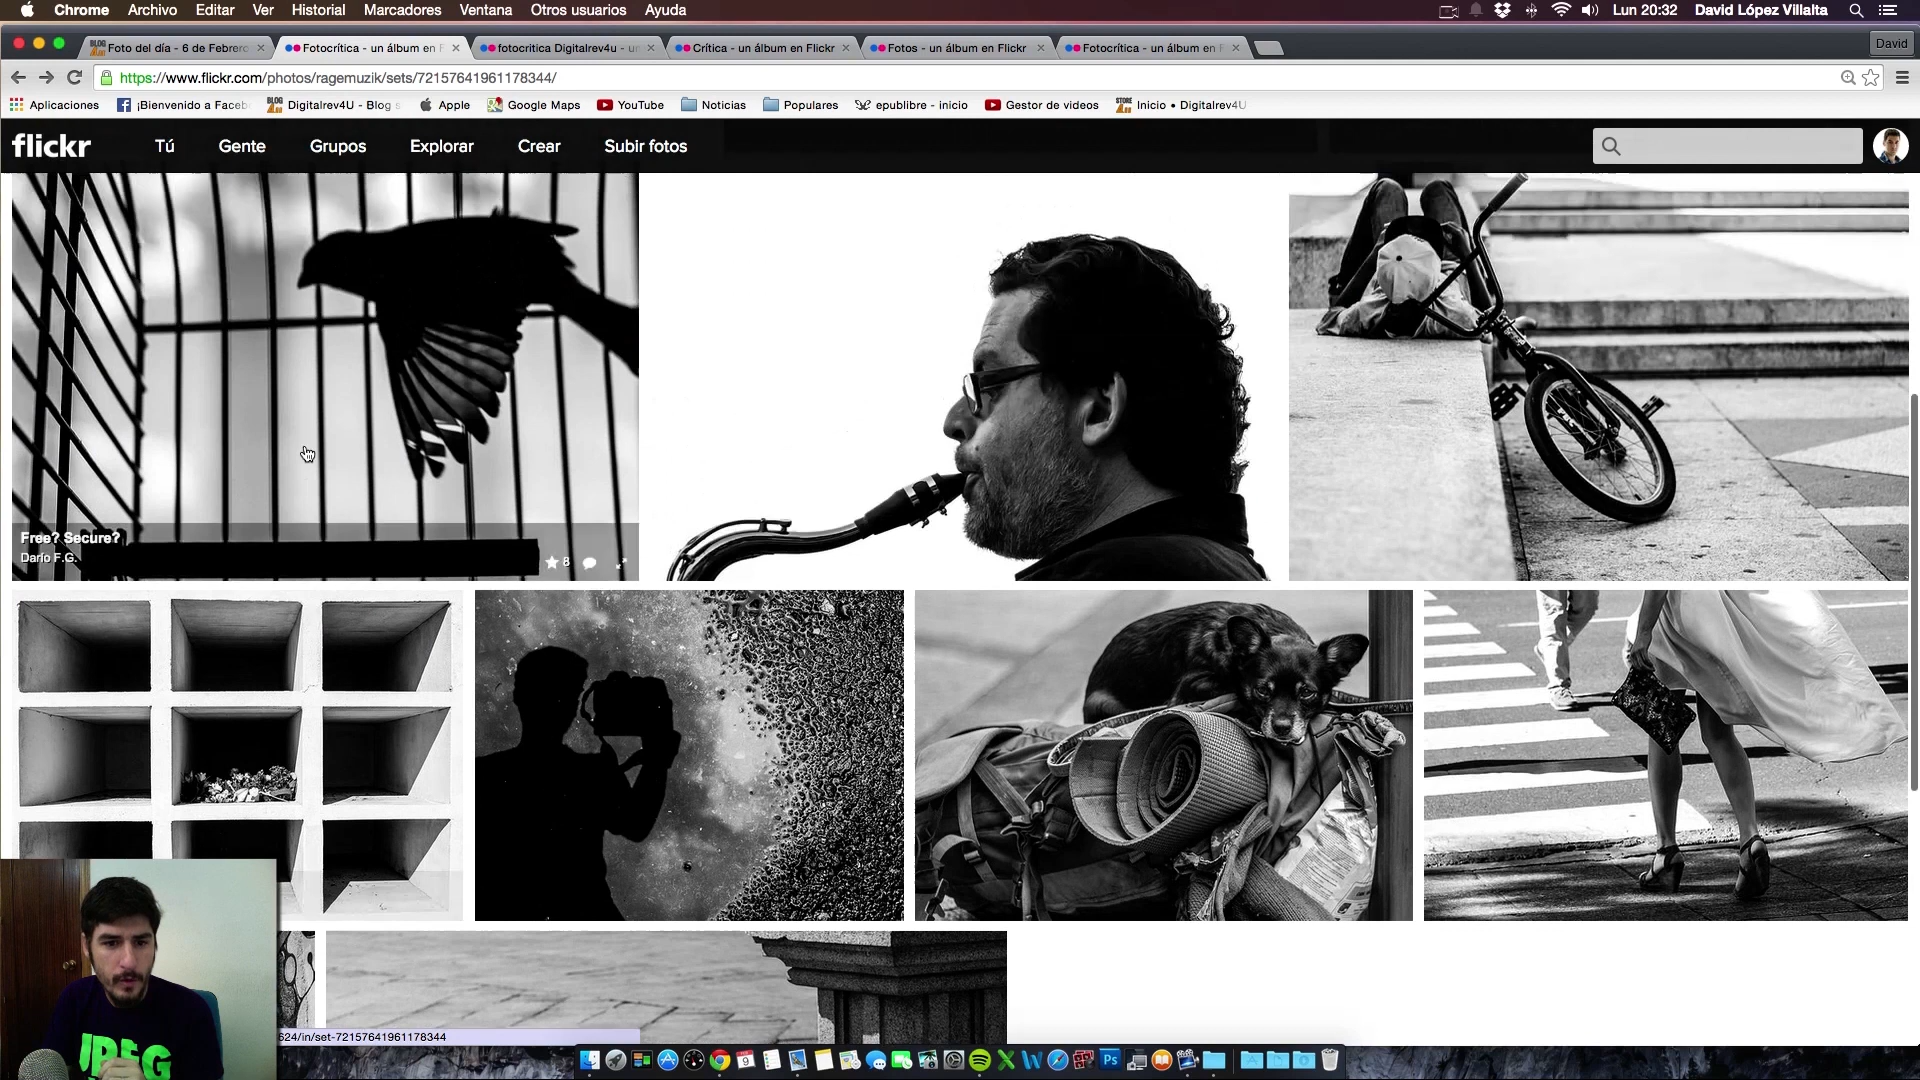 Chrome Archivo Editar Ver Historial Marcadores Ventana Otros usuarios Ayuda Lun 20:32 David López Villalta
Foto del día - 6 de Febrero Fotocrítica - un álbum en F fotocritica Digitalrev4u - un Crítica - un álbum en Flickr Fotos - un álbum en Flickr Fotocrítica - un álbum en F David
https://www.flickr.com/photos/ragemuzik/sets/72157641961178344/
Aplicaciones ¡Bienvenido a Faceb Digitalrev4U - Blog s Apple Google Maps YouTube Noticias Populares epublibre - inicio Gestor de videos Inicio • Digitalrev4U
flickr Tú Gente Grupos Explorar Crear Subir fotos
Free? Secure?
Darío F.G. 8
624/in/set-72157641961178344
JPEG